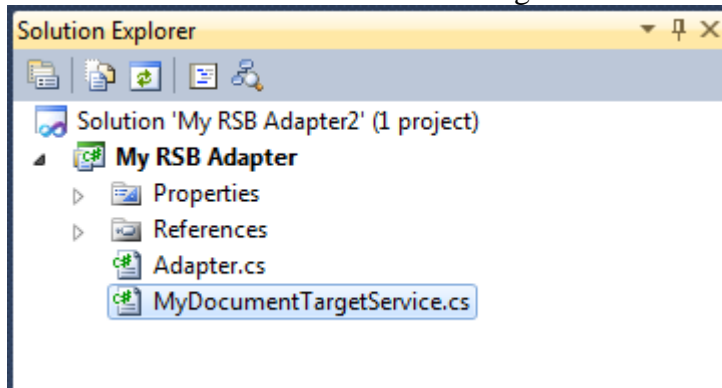 Solution Explorer
Solution 'My RSB Adapter2' (1 project)
My RSB Adapter
Properties
References
Adapter.cs
MyDocumentTargetService.cs